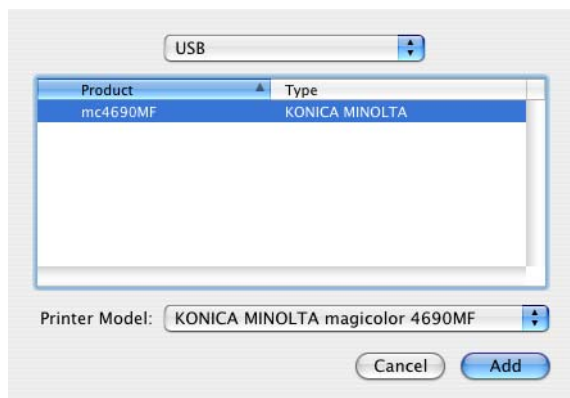 USB
Product Type
mc4690MF KONICA MINOLTA
Printer Model: KONICA MINOLTA magicolor 4690MF
Cancel Add